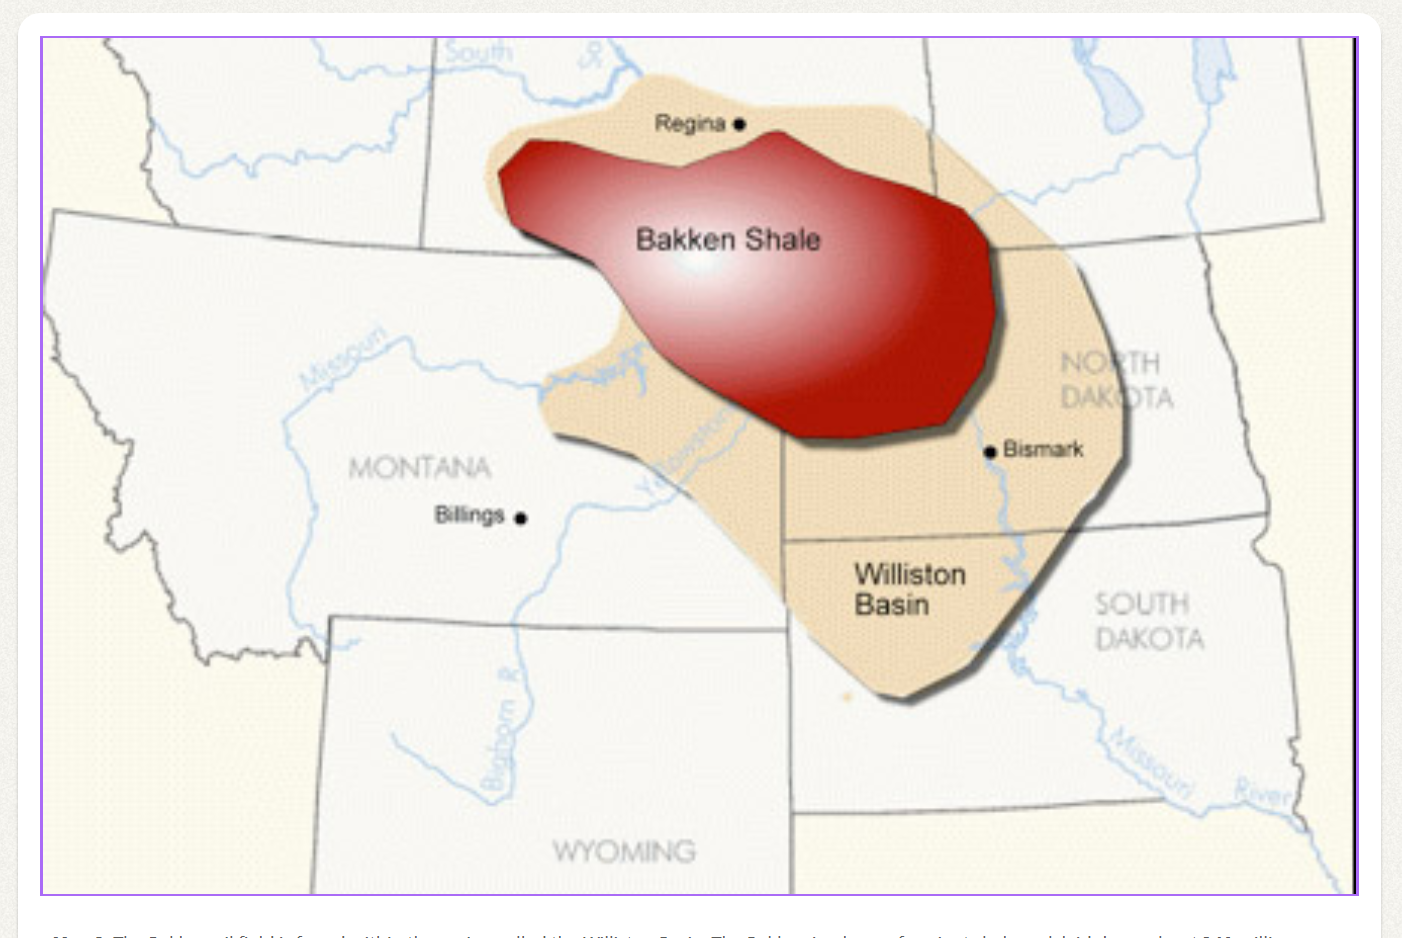 South
R
Regina
Bakken Shale
Missouri
NORTH
DAKOTA
Yellowstone
Bismark
MONTANA
Billings
Williston
Basin
SOUTH
DAKOTA
Bighorn R
Missouri River
WYOMING